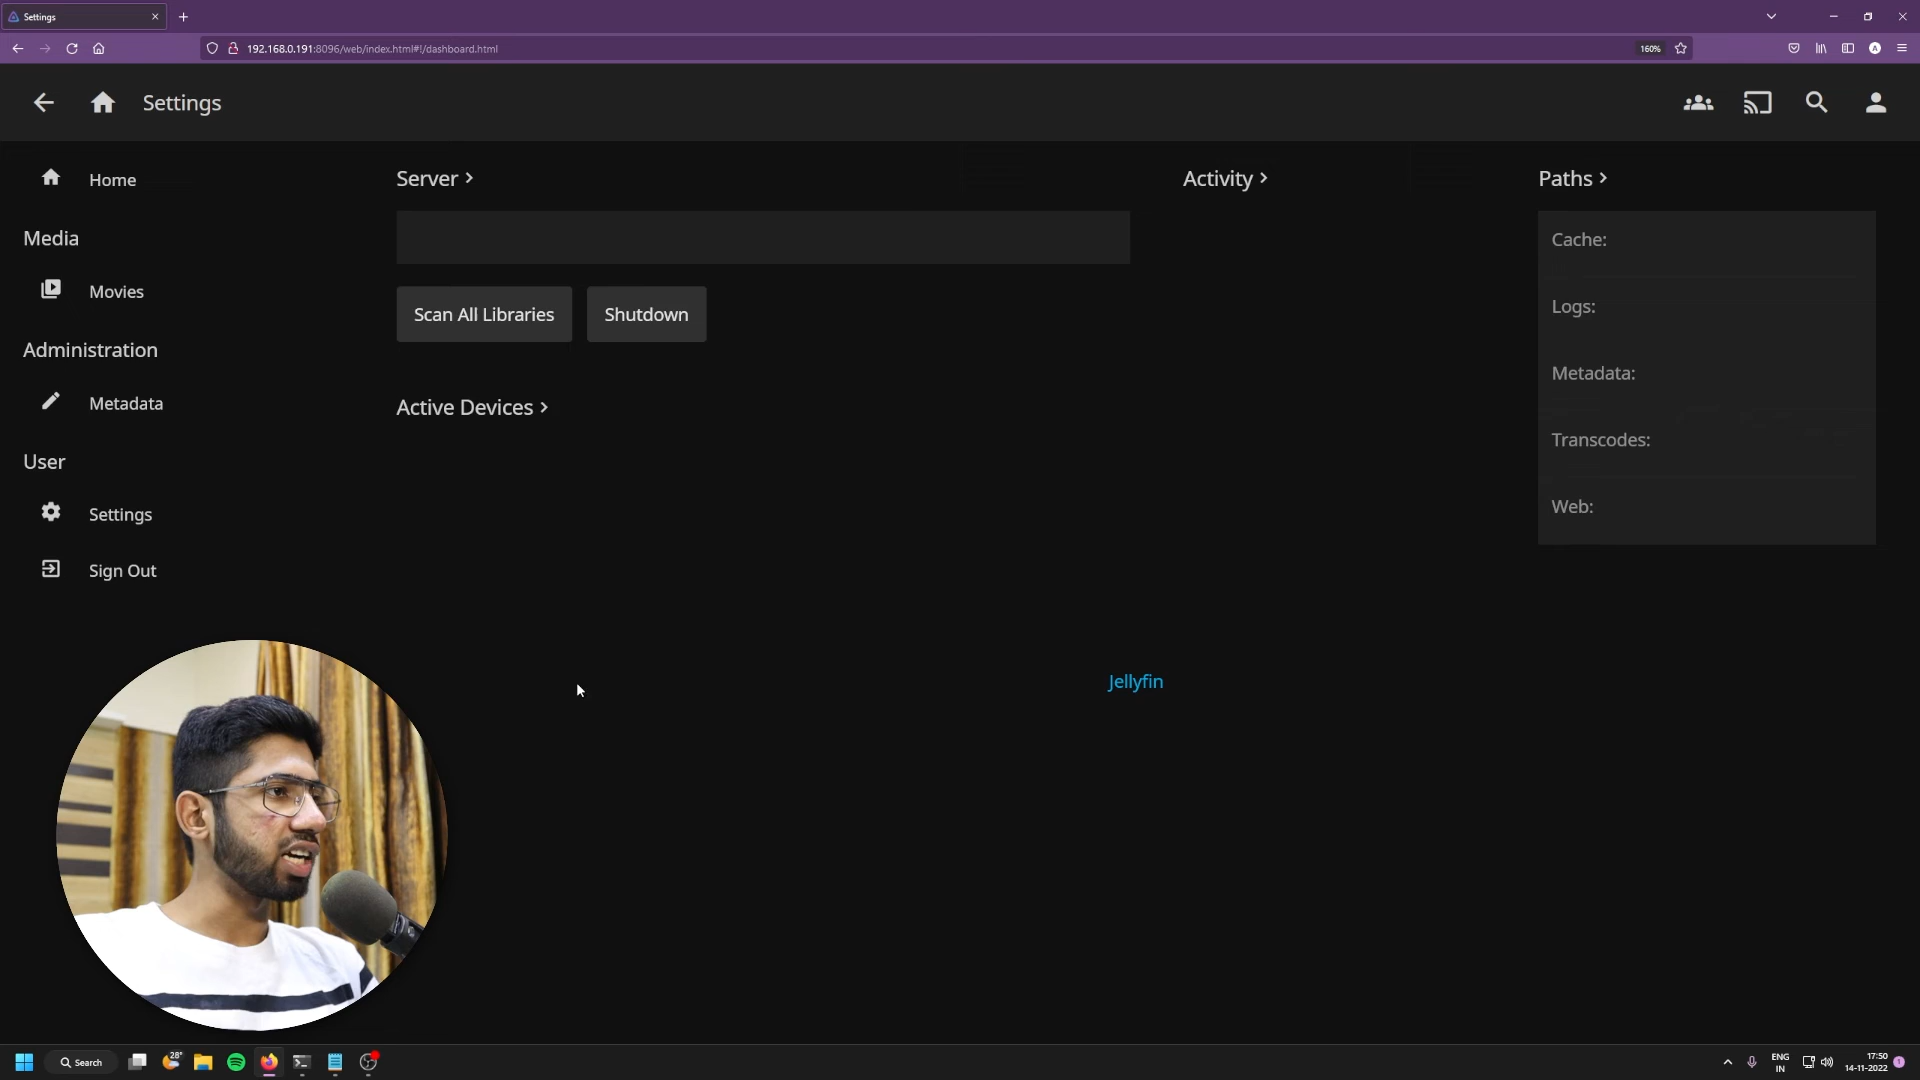 Settings
192.168.0.191:8096/web/index.html#!/dashboard.html
160%
A
Settings
Home
Media
Movies
Administration
Metadata
User
Settings
Sign Out
Server
Scan All Libraries
Shutdown
Active Devices
Activity
Paths
Cache:
Logs:
Metadata:
Transcodes:
Web:
Jellyfin
Search
28°
ENG
IN
17:50
14-11-2022
1